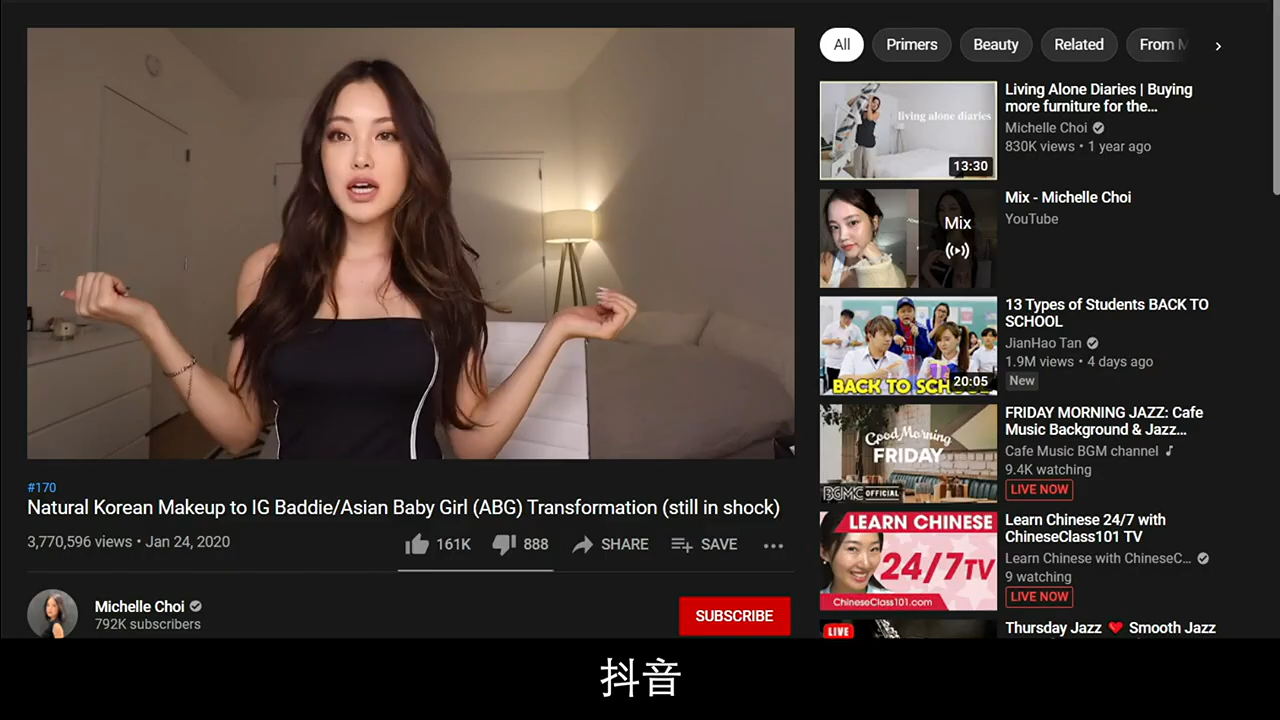 #170
Natural Korean Makeup to IG Baddie/Asian Baby Girl (ABG) Transformation (still in shock)
3,770,596 views • Jan 24, 2020
161K
888
SHARE
SAVE
Michelle Choi
792K subscribers
SUBSCRIBE
All
Primers
Beauty
Related
From M
living alone diaries
13:30
Living Alone Diaries | Buying
more furniture for the...
Michelle Choi
830K views • 1 year ago
Mix
Mix - Michelle Choi
YouTube
BACK TO SCHOOL
20:05
13 Types of Students BACK TO
SCHOOL
JianHao Tan
1.9M views • 4 days ago
New
Good Morning
FRIDAY
BGMC OFFICIAL
FRIDAY MORNING JAZZ: Cafe
Music Background & Jazz...
Cafe Music BGM channel
9.4K watching
LIVE NOW
LEARN CHINESE
24/7TV
ChineseClass101.com
Learn Chinese 24/7 with
ChineseClass101 TV
Learn Chinese with ChineseC...
9 watching
LIVE NOW
LIVE
Thursday Jazz ❤️ Smooth Jazz
抖音